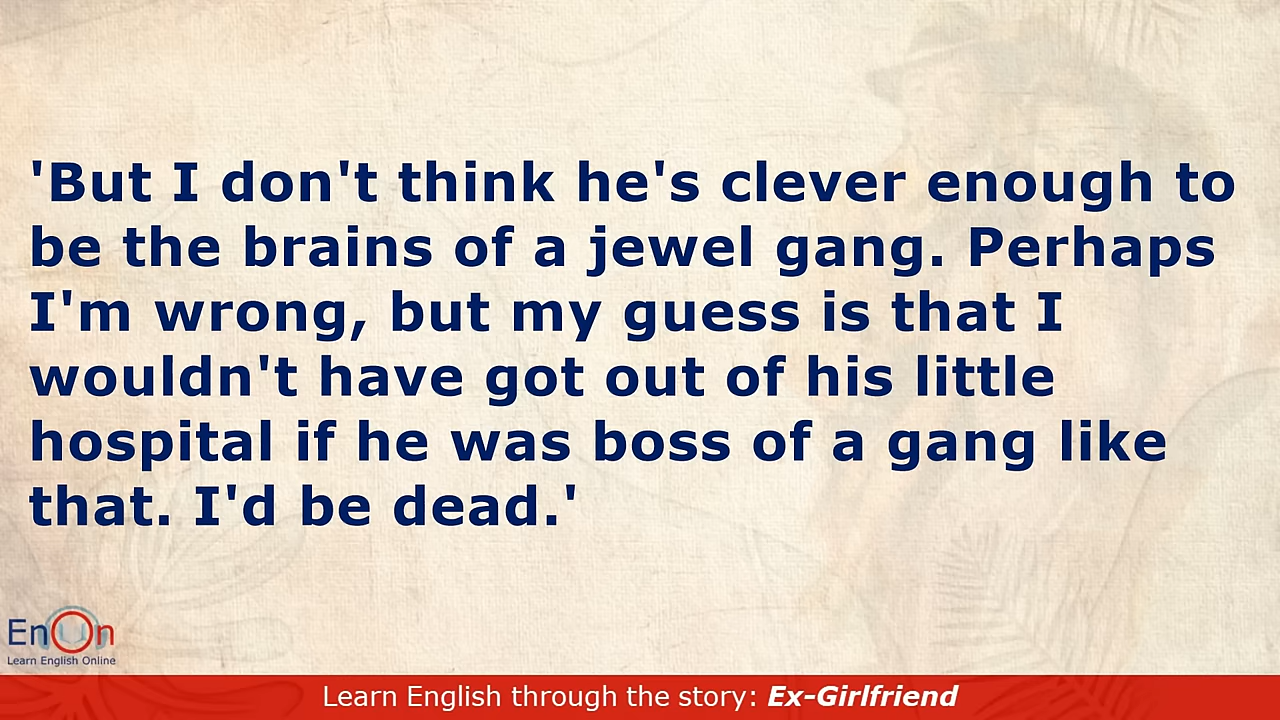 'But I don't think he's clever enough to
be the brains of a jewel gang. Perhaps
I'm wrong, but my guess is that I
wouldn't have got out of his little
hospital if he was boss of a gang like
that. I'd be dead.'
EnOn
Learn English Online
Learn English through the story: Ex-Girlfriend